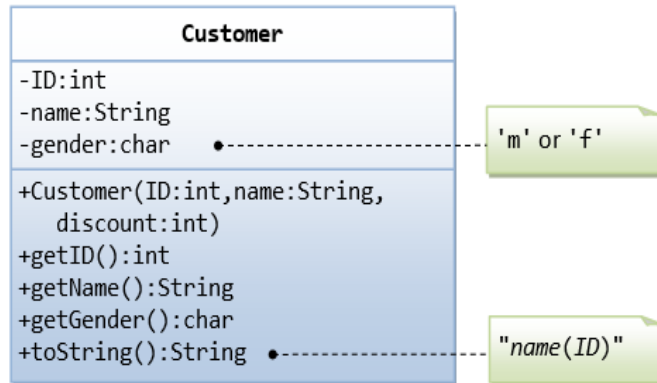 Customer
-ID:int
-name:String
-gender:char
'm' or 'f'
+Customer(ID:int,name:String,
discount:int)
+getID():int
+getName():String
+getGender():char
+toString():String
"name(ID)"